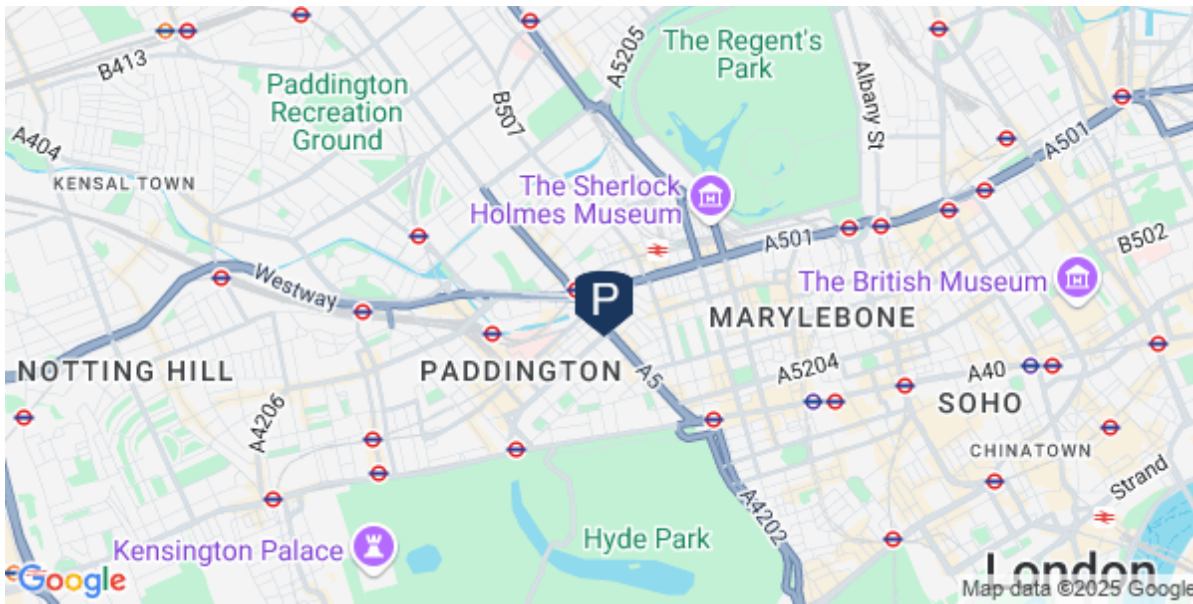 B413
A5205
The Regent's
Park
Albany St
Paddington
Recreation
Ground
B507
A404
A501
KENSAL TOWN
The Sherlock
Holmes Museum
A501
B502
Westway
The British Museum
P
MARYLEBONE
NOTTING HILL
PADDINGTON
A5
A5204
A40
SOHO
A4206
CHINATOWN
Strand
A4202
Kensington Palace
Hyde Park
London
Google
Map data ©2025 Google